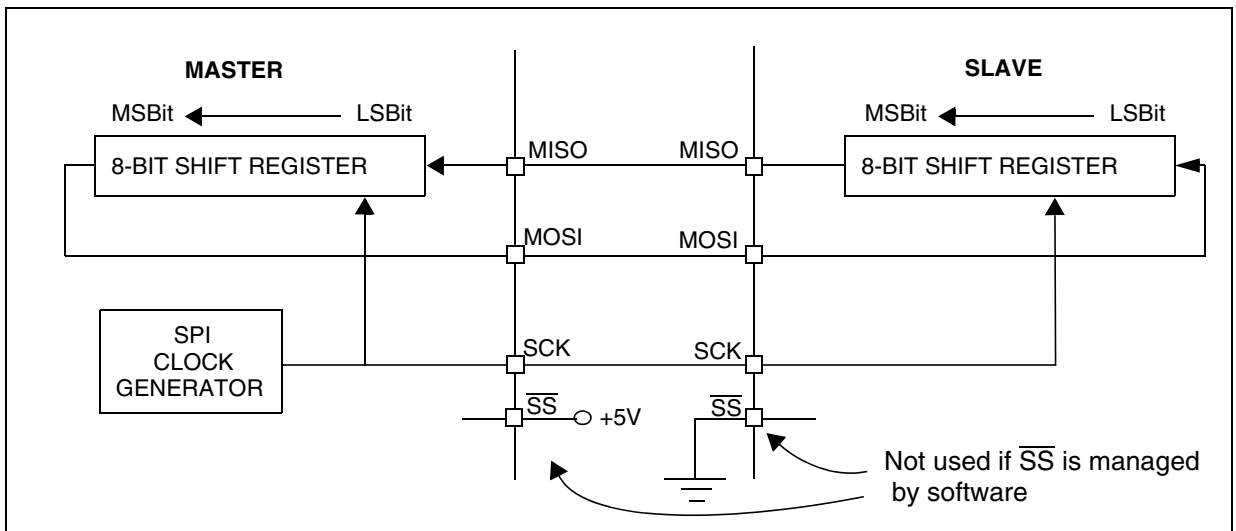 MASTER
SLAVE
MSBit
LSBit
MSBit
LSBit
8-BIT SHIFT REGISTER
MISO
MISO
8-BIT SHIFT REGISTER
MOSI
MOSI
SPI
CLOCK
GENERATOR
SCK
SCK
SS
+5V
SS
Not used if SS is managed
by software